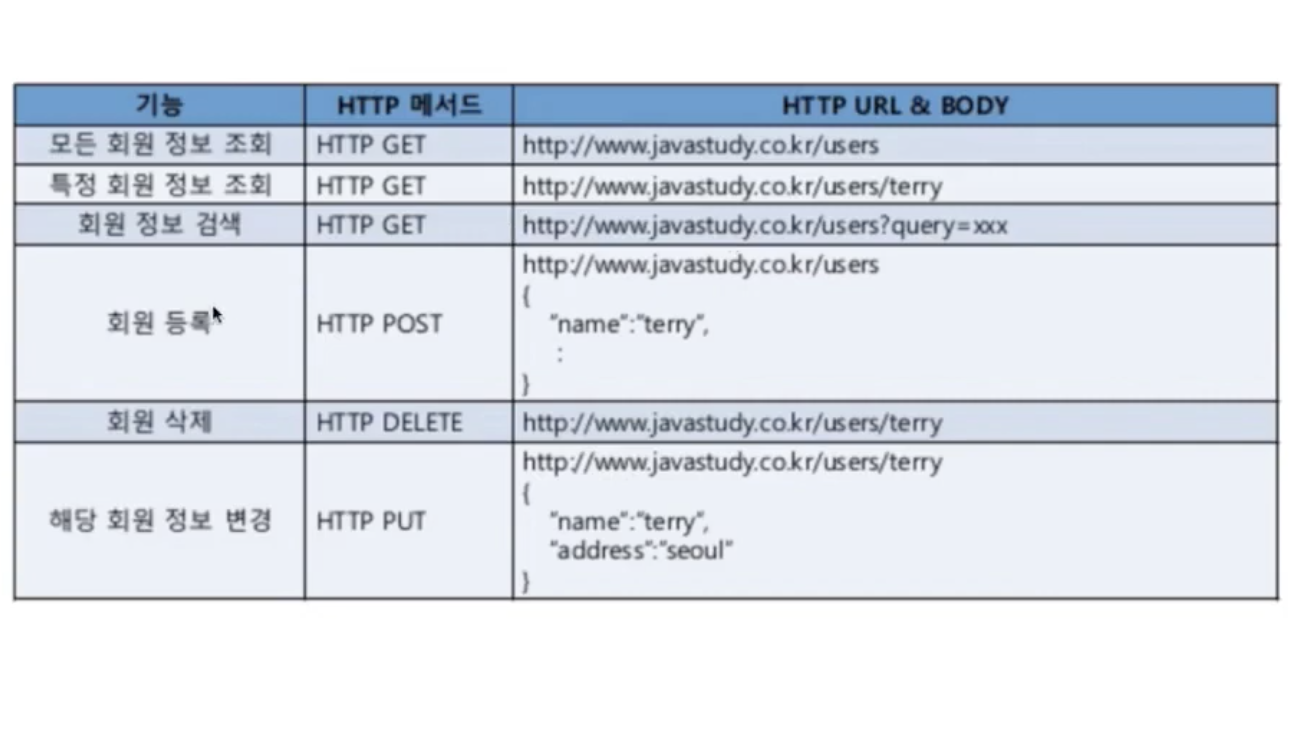 기능 HTTP 메서드 HTTP URL & BODY
모든 회원 정보 조회 HTTP GET http://www.javastudy.co.kr/users
특정 회원 정보 조회 HTTP GET http://www.javastudy.co.kr/users/terry
회원 정보 검색 HTTP GET http://www.javastudy.co.kr/users?query=xxx
회원 등록 HTTP POST http://www.javastudy.co.kr/users
{
"name":"terry",
:
}
회원 삭제 HTTP DELETE http://www.javastudy.co.kr/users/terry
해당 회원 정보 변경 HTTP PUT http://www.javastudy.co.kr/users/terry
{
"name":"terry",
"address":"seoul"
}